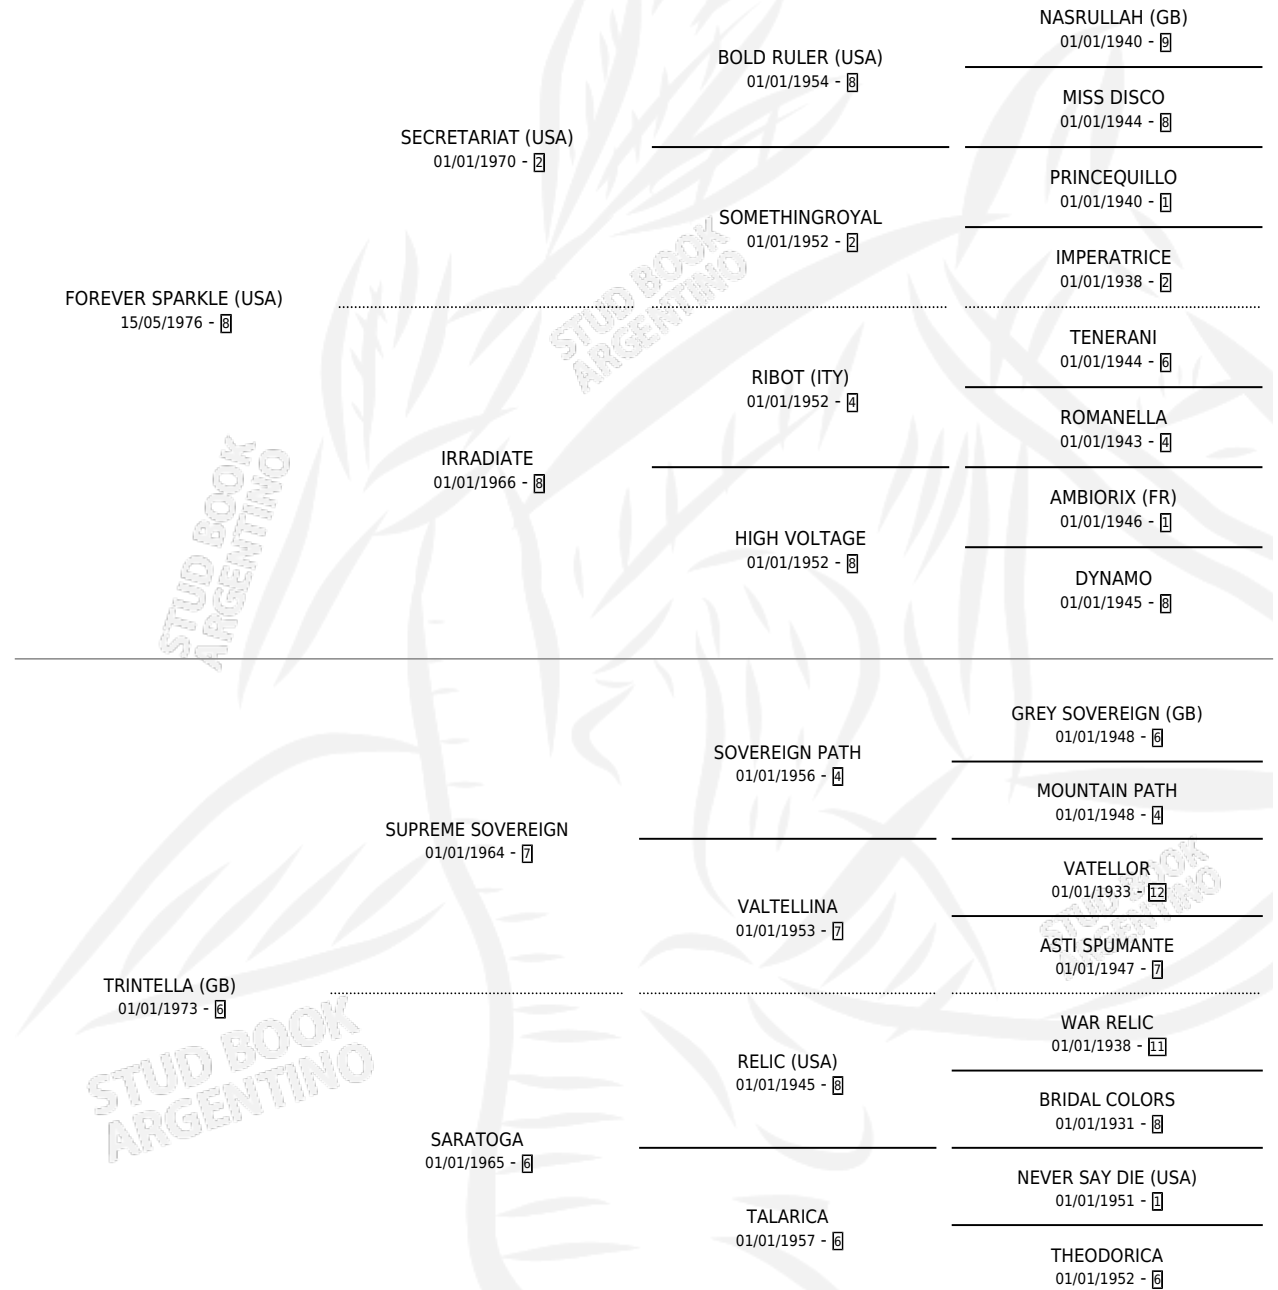 NASRULLAH (GB)
01/01/1940 - 9
BOLD RULER (USA)
01/01/1954 - 8
MISS DISCO
01/01/1944 - 8
SECRETARIAT (USA)
01/01/1970 - 2
PRINCEQUILLO
01/01/1940 - 1
SOMETHINGROYAL
01/01/1952 - 2
IMPERATRICE
01/01/1938 - 2
FOREVER SPARKLE (USA)
15/05/1976 - 8
TENERANI
01/01/1944 - 6
RIBOT (ITY)
01/01/1952 - 4
ROMANELLA
01/01/1943 - 4
IRRADIATE
01/01/1966 - 8
AMBIORIX (FR)
01/01/1946 - 1
HIGH VOLTAGE
01/01/1952 - 8
DYNAMO
01/01/1945 - 8
GREY SOVEREIGN (GB)
01/01/1948 - 6
SOVEREIGN PATH
01/01/1956 - 4
MOUNTAIN PATH
01/01/1948 - 4
SUPREME SOVEREIGN
01/01/1964 - 7
VATELLOR
01/01/1933 - 12
VALTELLINA
01/01/1953 - 7
ASTI SPUMANTE
01/01/1947 - 7
TRINTELLA (GB)
01/01/1973 - 6
WAR RELIC
01/01/1938 - 11
RELIC (USA)
01/01/1945 - 8
BRIDAL COLORS
01/01/1931 - 8
SARATOGA
01/01/1965 - 6
NEVER SAY DIE (USA)
01/01/1951 - 1
TALARICA
01/01/1957 - 6
THEODORICA
01/01/1952 - 6
STUD BOOK
ARGENTINO
STUD BOOK
ARGENTINO
STUD BOOK
ARGENTINO
STUD BOOK
ARGENTINO